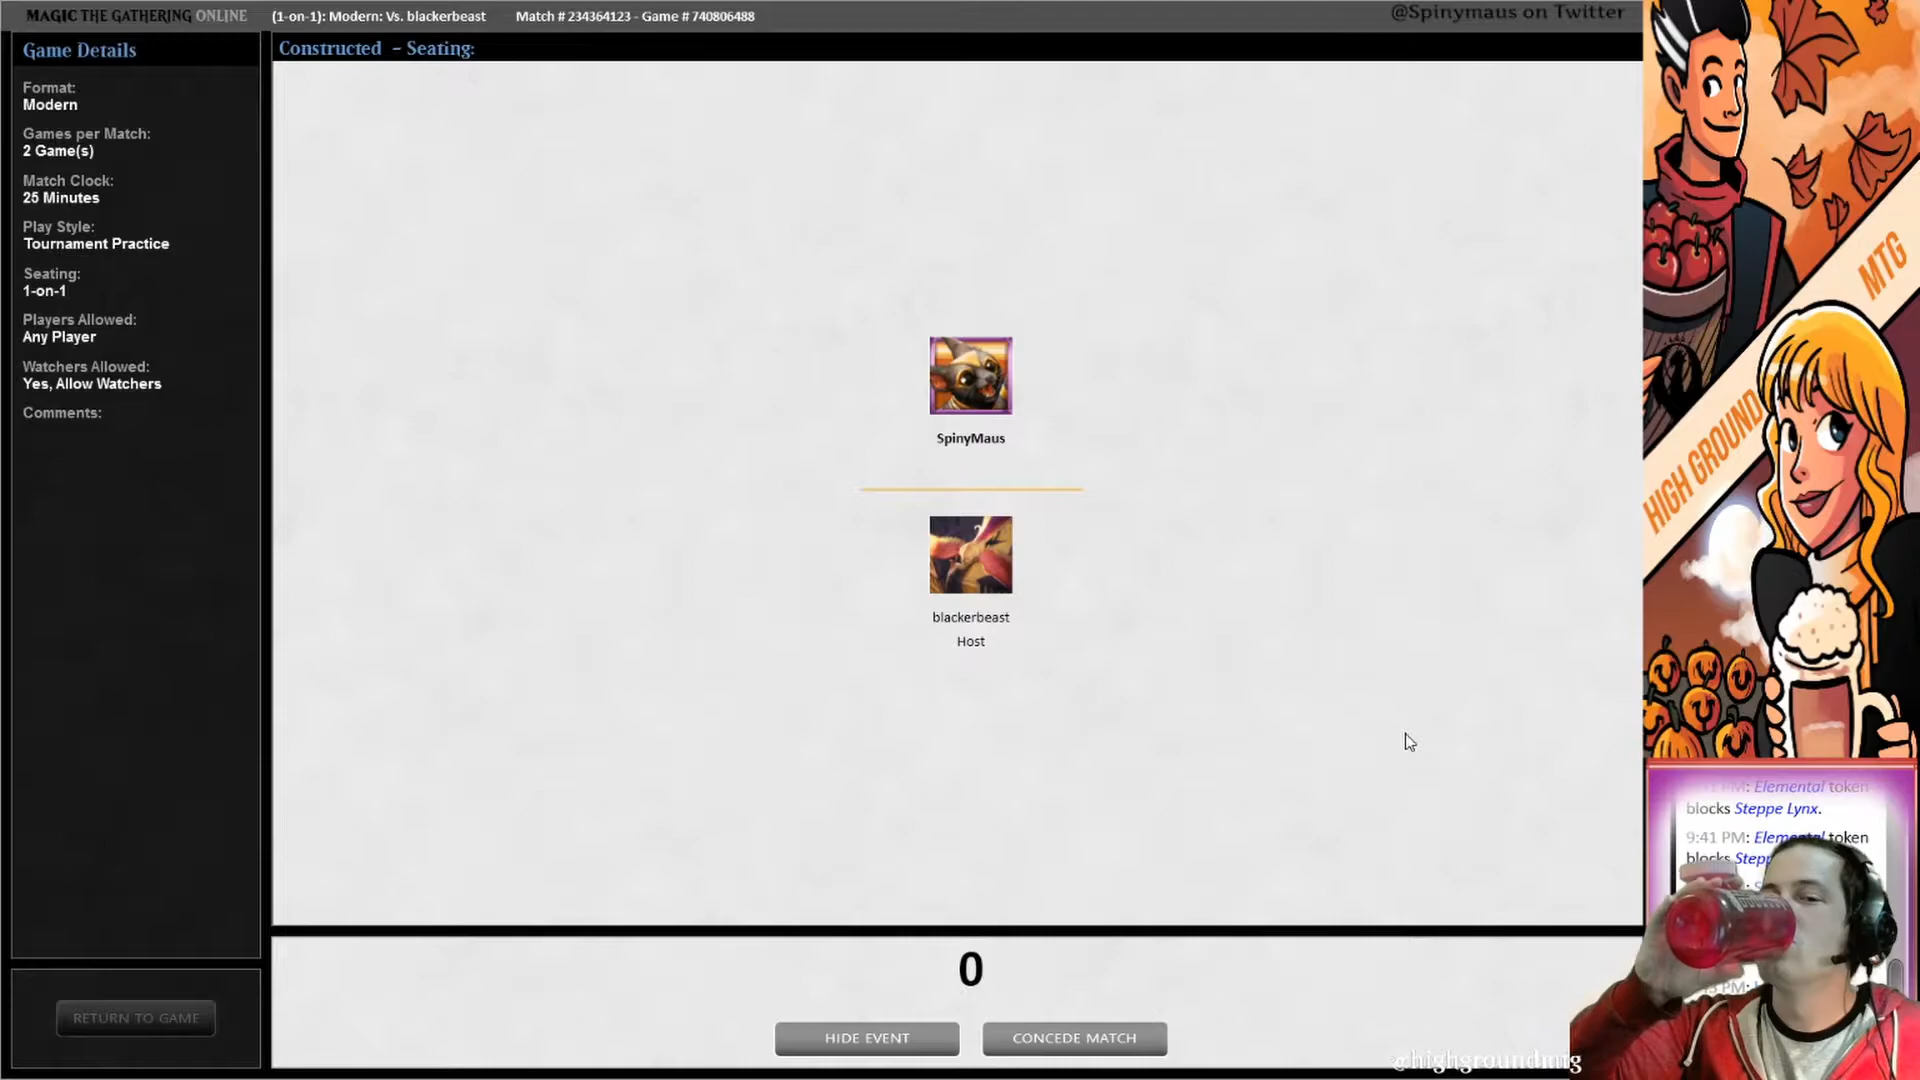 MAGIC THE GATHERING ONLINE
(1-on-1): Modern: Vs. blackerbeast
Match # 234364123 - Game # 740806488
@Spinymaus on Twitter
Game Details
Constructed - Seating:
Format:
Modern
Games per Match:
2 Game(s)
Match Clock:
25 Minutes
Play Style:
Tournament Practice
Seating:
1-on-1
Players Allowed:
Any Player
Watchers Allowed:
Yes, Allow Watchers
Comments:
SpinyMaus
blackerbeast
Host
MTG
HIGH GROUND
Elemental token
blocks Steppe Lynx.
9:41 PM: Elemental token
blocks
0
RETURN TO GAME
HIDE EVENT
CONCEDE MATCH
@highgroundmtg